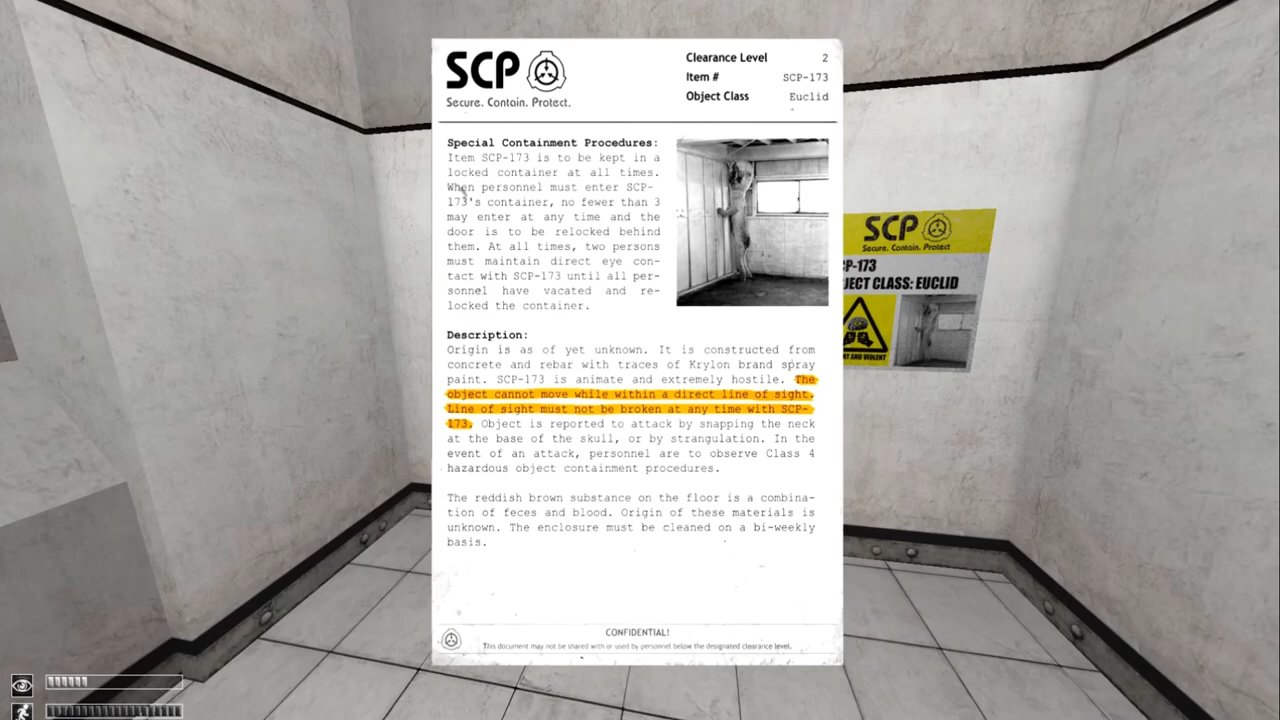 SCP
Secure. Contain. Protect.
Clearance Level 2
Item # SCP-173
Object Class Euclid
Special Containment Procedures:
Item SCP-173 is to be kept in a
locked container at all times.
When personnel must enter SCP-
173's container, no fewer than 3
may enter at any time and the
door is to be relocked behind
them. At all times, two persons
must maintain direct eye con-
tact with SCP-173 until all per-
sonnel have vacated and re-
locked the container.
Description:
Origin is as of yet unknown. It is constructed from
concrete and rebar with traces of Krylon brand spray
paint. SCP-173 is animate and extremely hostile. The
object cannot move while within a direct line of sight.
Line of sight must not be broken at any time with SCP-
173. Object is reported to attack by snapping the neck
at the base of the skull, or by strangulation. In the
event of an attack, personnel are to observe Class 4
hazardous object containment procedures.
The reddish brown substance on the floor is a combina-
tion of feces and blood. Origin of these materials is
unknown. The enclosure must be cleaned on a bi-weekly
basis.
CONFIDENTIAL!
This document may not be shared with or used by personnel below the designated clearance level.
SCP
Secure. Contain. Protect
CP-173
JECT CLASS: EUCLID
NT AND VIOLENT